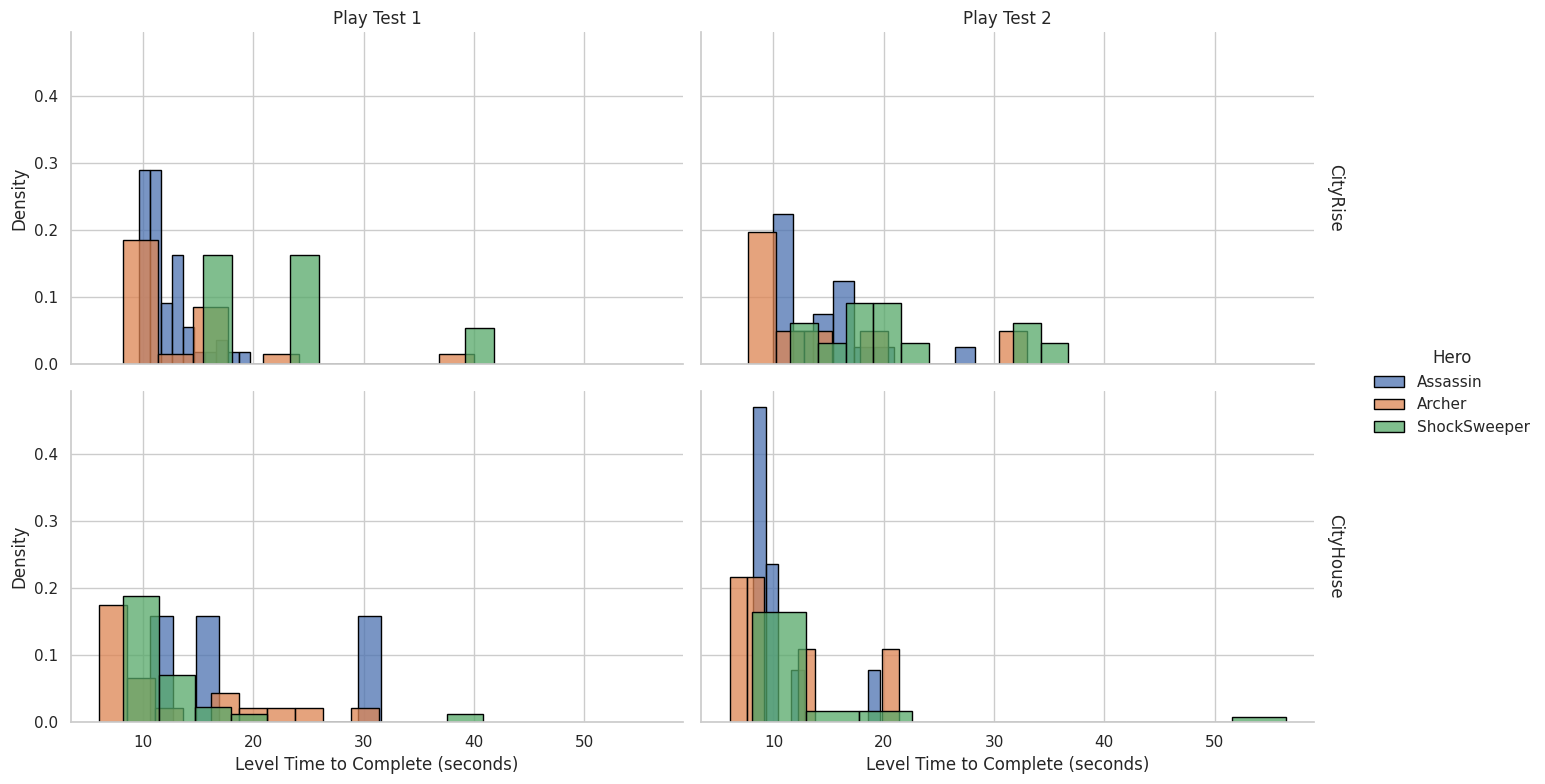 Play Test 1
Play Test 2
0.4
0.3
0.2
0.1
0.0
Density
CityRise
0.4
0.3
0.2
0.1
0.0
Density
CityHouse
10
20
30
40
50
Level Time to Complete (seconds)
10
20
30
40
50
Level Time to Complete (seconds)
Hero
Assassin
Archer
ShockSweeper